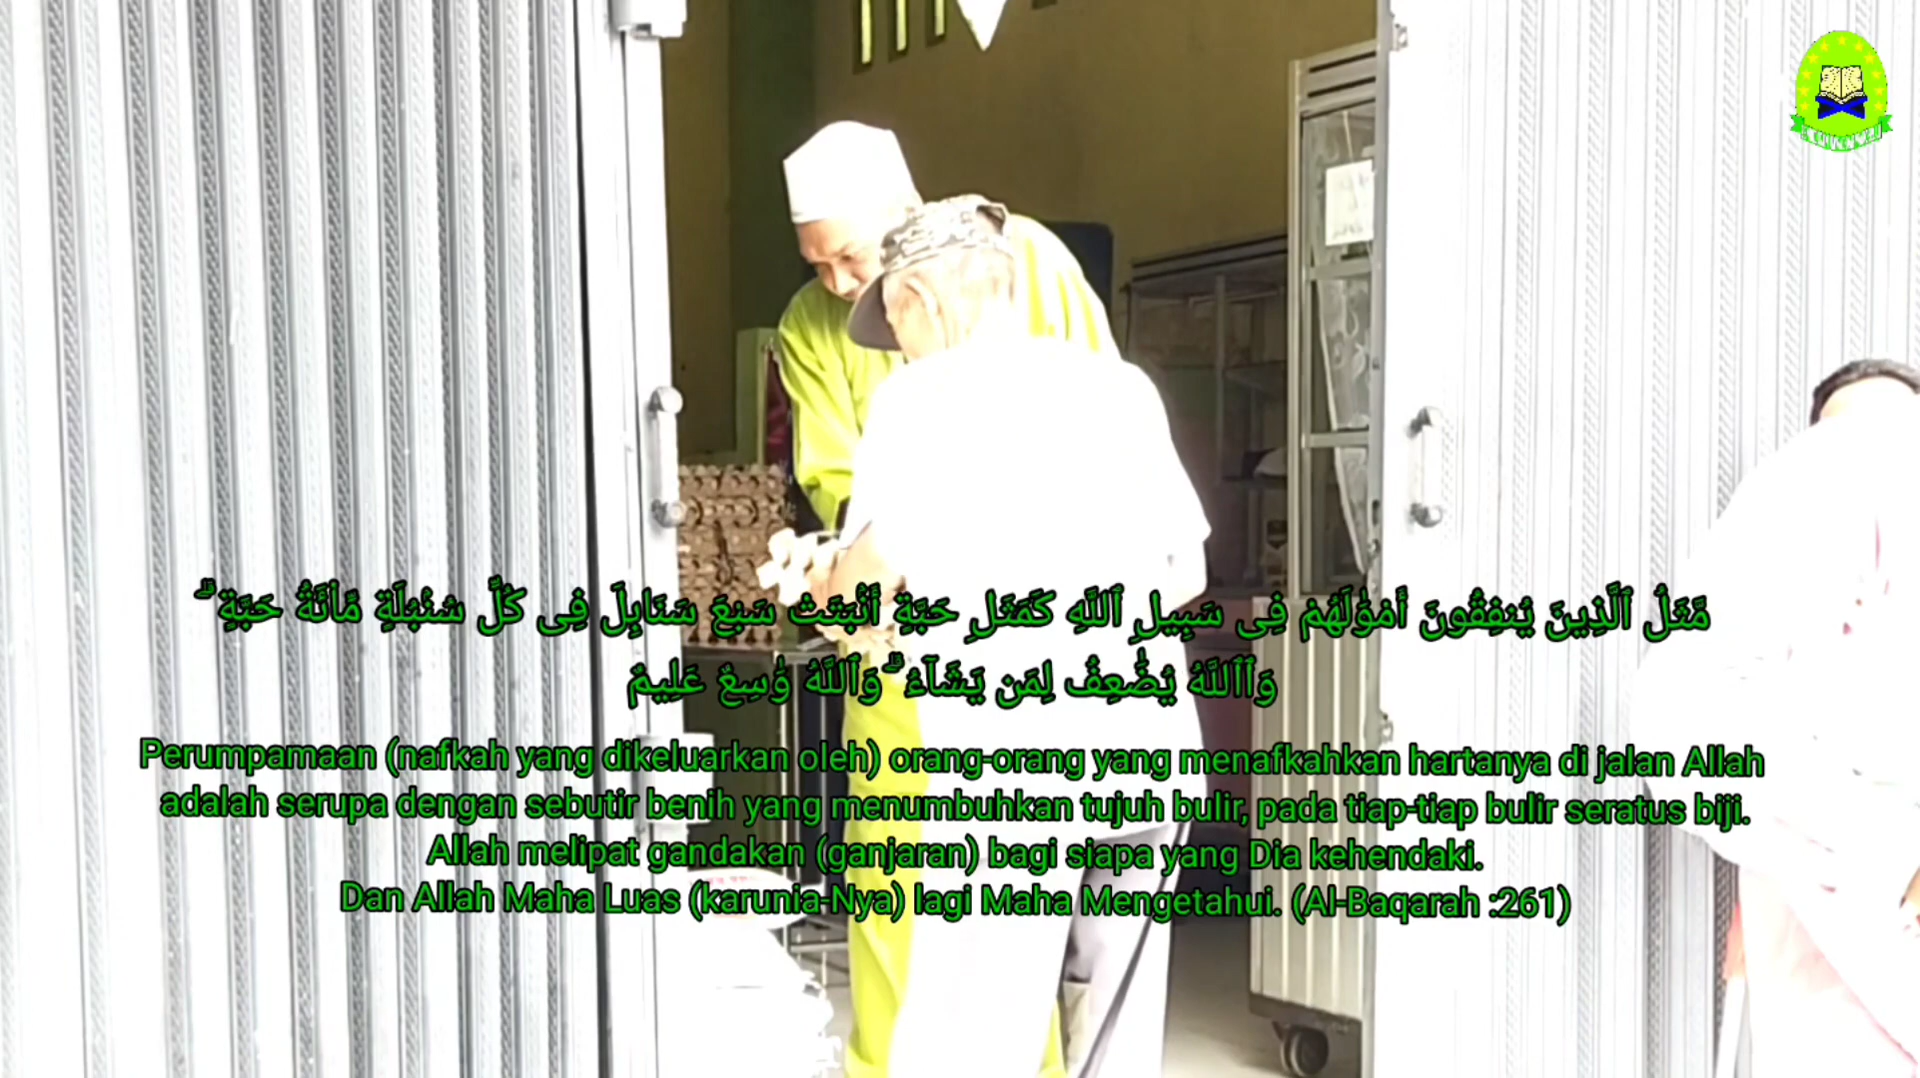 مَّثَلُ ٱلَّذِينَ يُنفِقُونَ أَمْوَٰلَهُمْ فِى سَبِيلِ ٱللَّهِ كَمَثَلِ حَبَّةٍ أَنۢبَتَتْ سَبْعَ سَنَابِلَ فِى كُلِّ سُنۢبُلَةٍ مِّا۟ئَةُ حَبَّةٍ ۗ
وَٱللَّهُ يُضَٰعِفُ لِمَن يَشَآءُ ۗ وَٱللَّهُ وَٰسِعٌ عَلِيمٌ
Perumpamaan (nafkah yang dikeluarkan oleh) orang-orang yang menafkahkan hartanya di jalan Allah
adalah serupa dengan sebutir benih yang menumbuhkan tujuh bulir, pada tiap-tiap bulir seratus biji.
Allah melipat gandakan (ganjaran) bagi siapa yang Dia kehendaki.
Dan Allah Maha Luas (karunia-Nya) lagi Maha Mengetahui. (Al-Baqarah :261)